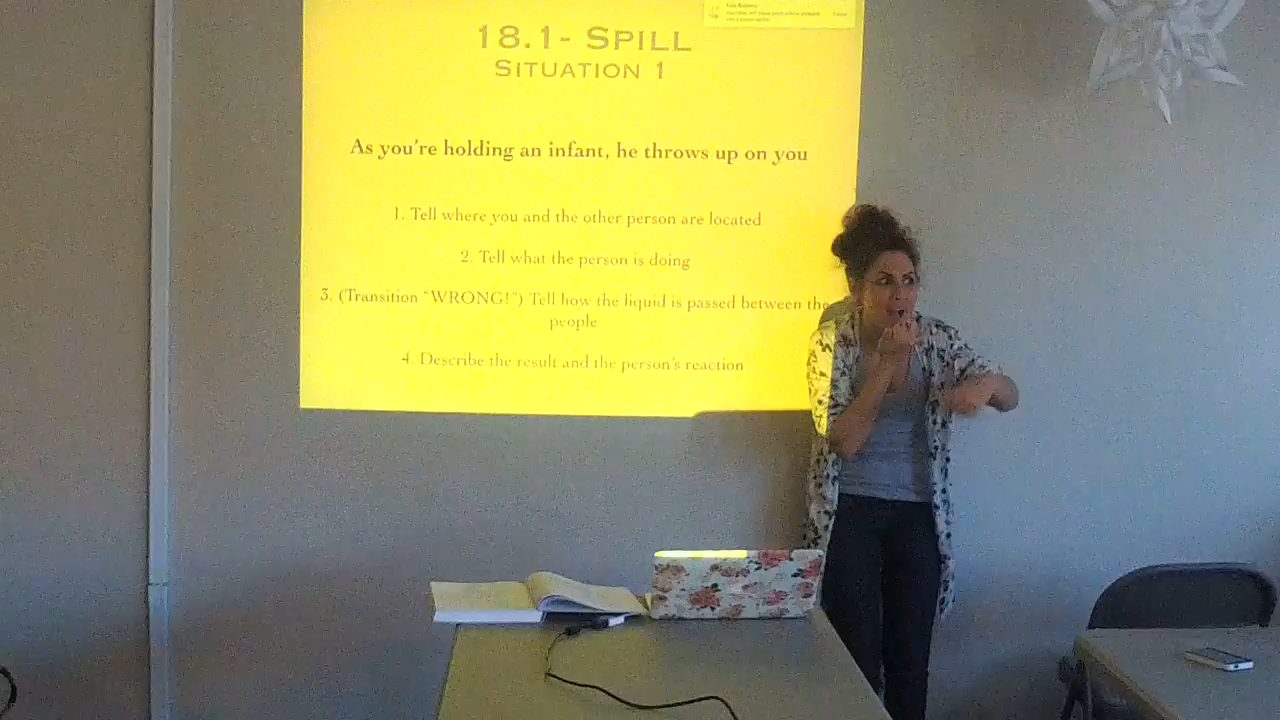 18.1- SPILL
SITUATION 1
As you're holding an infant, he throws up on you
1. Tell where you and the other person are located
2. Tell what the person is doing
3. (Transition "WRONG!") Tell how the liquid is passed between the
people
4. Describe the result and the person's reaction